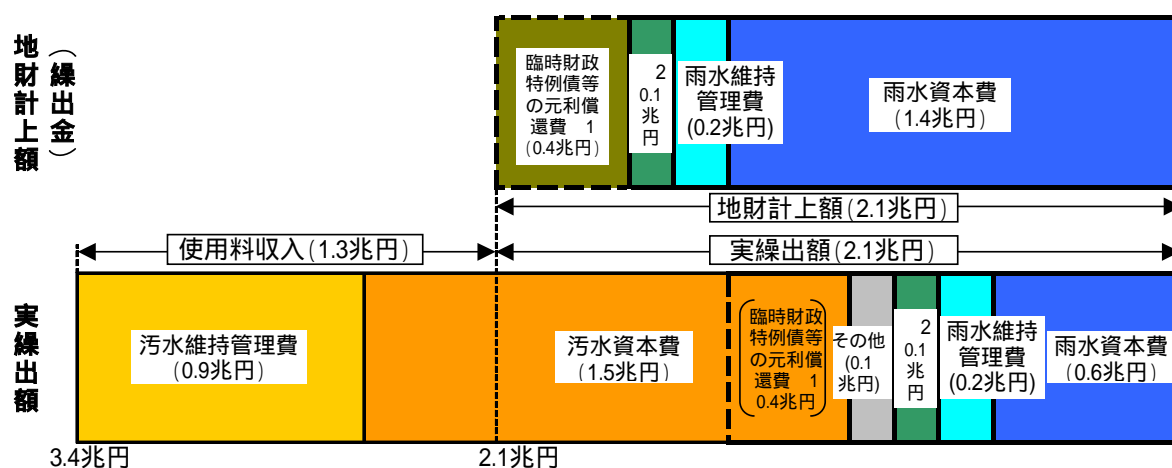 地財計上額
（繰出金）
臨時財政
特例債等
の元利償
還費　1
(0.4兆円)
2
0.1
兆
円
雨水維持
管理費
(0.2兆円)
雨水資本費
(1.4兆円)
地財計上額(2.1兆円)
使用料収入(1.3兆円)
実繰出額(2.1兆円)
実繰出額
汚水維持管理費
(0.9兆円)
汚水資本費
(1.5兆円)
臨時財政
特例債等
の元利償
還費　1
0.4兆円
その他
(0.1
兆円)
2
0.1
兆
円
雨水維持
管理費
(0.2兆円)
雨水資本費
(0.6兆円)
3.4兆円
2.1兆円